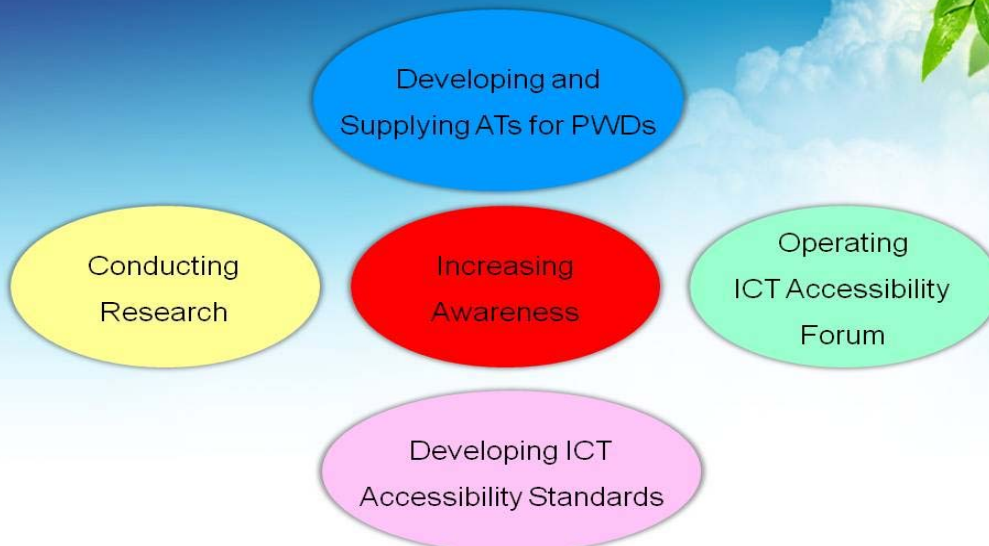 Developing and
Supplying ATs for PWDs
Conducting
Research
Increasing
Awareness
Operating
ICT Accessibility
Forum
Developing ICT
Accessibility Standards